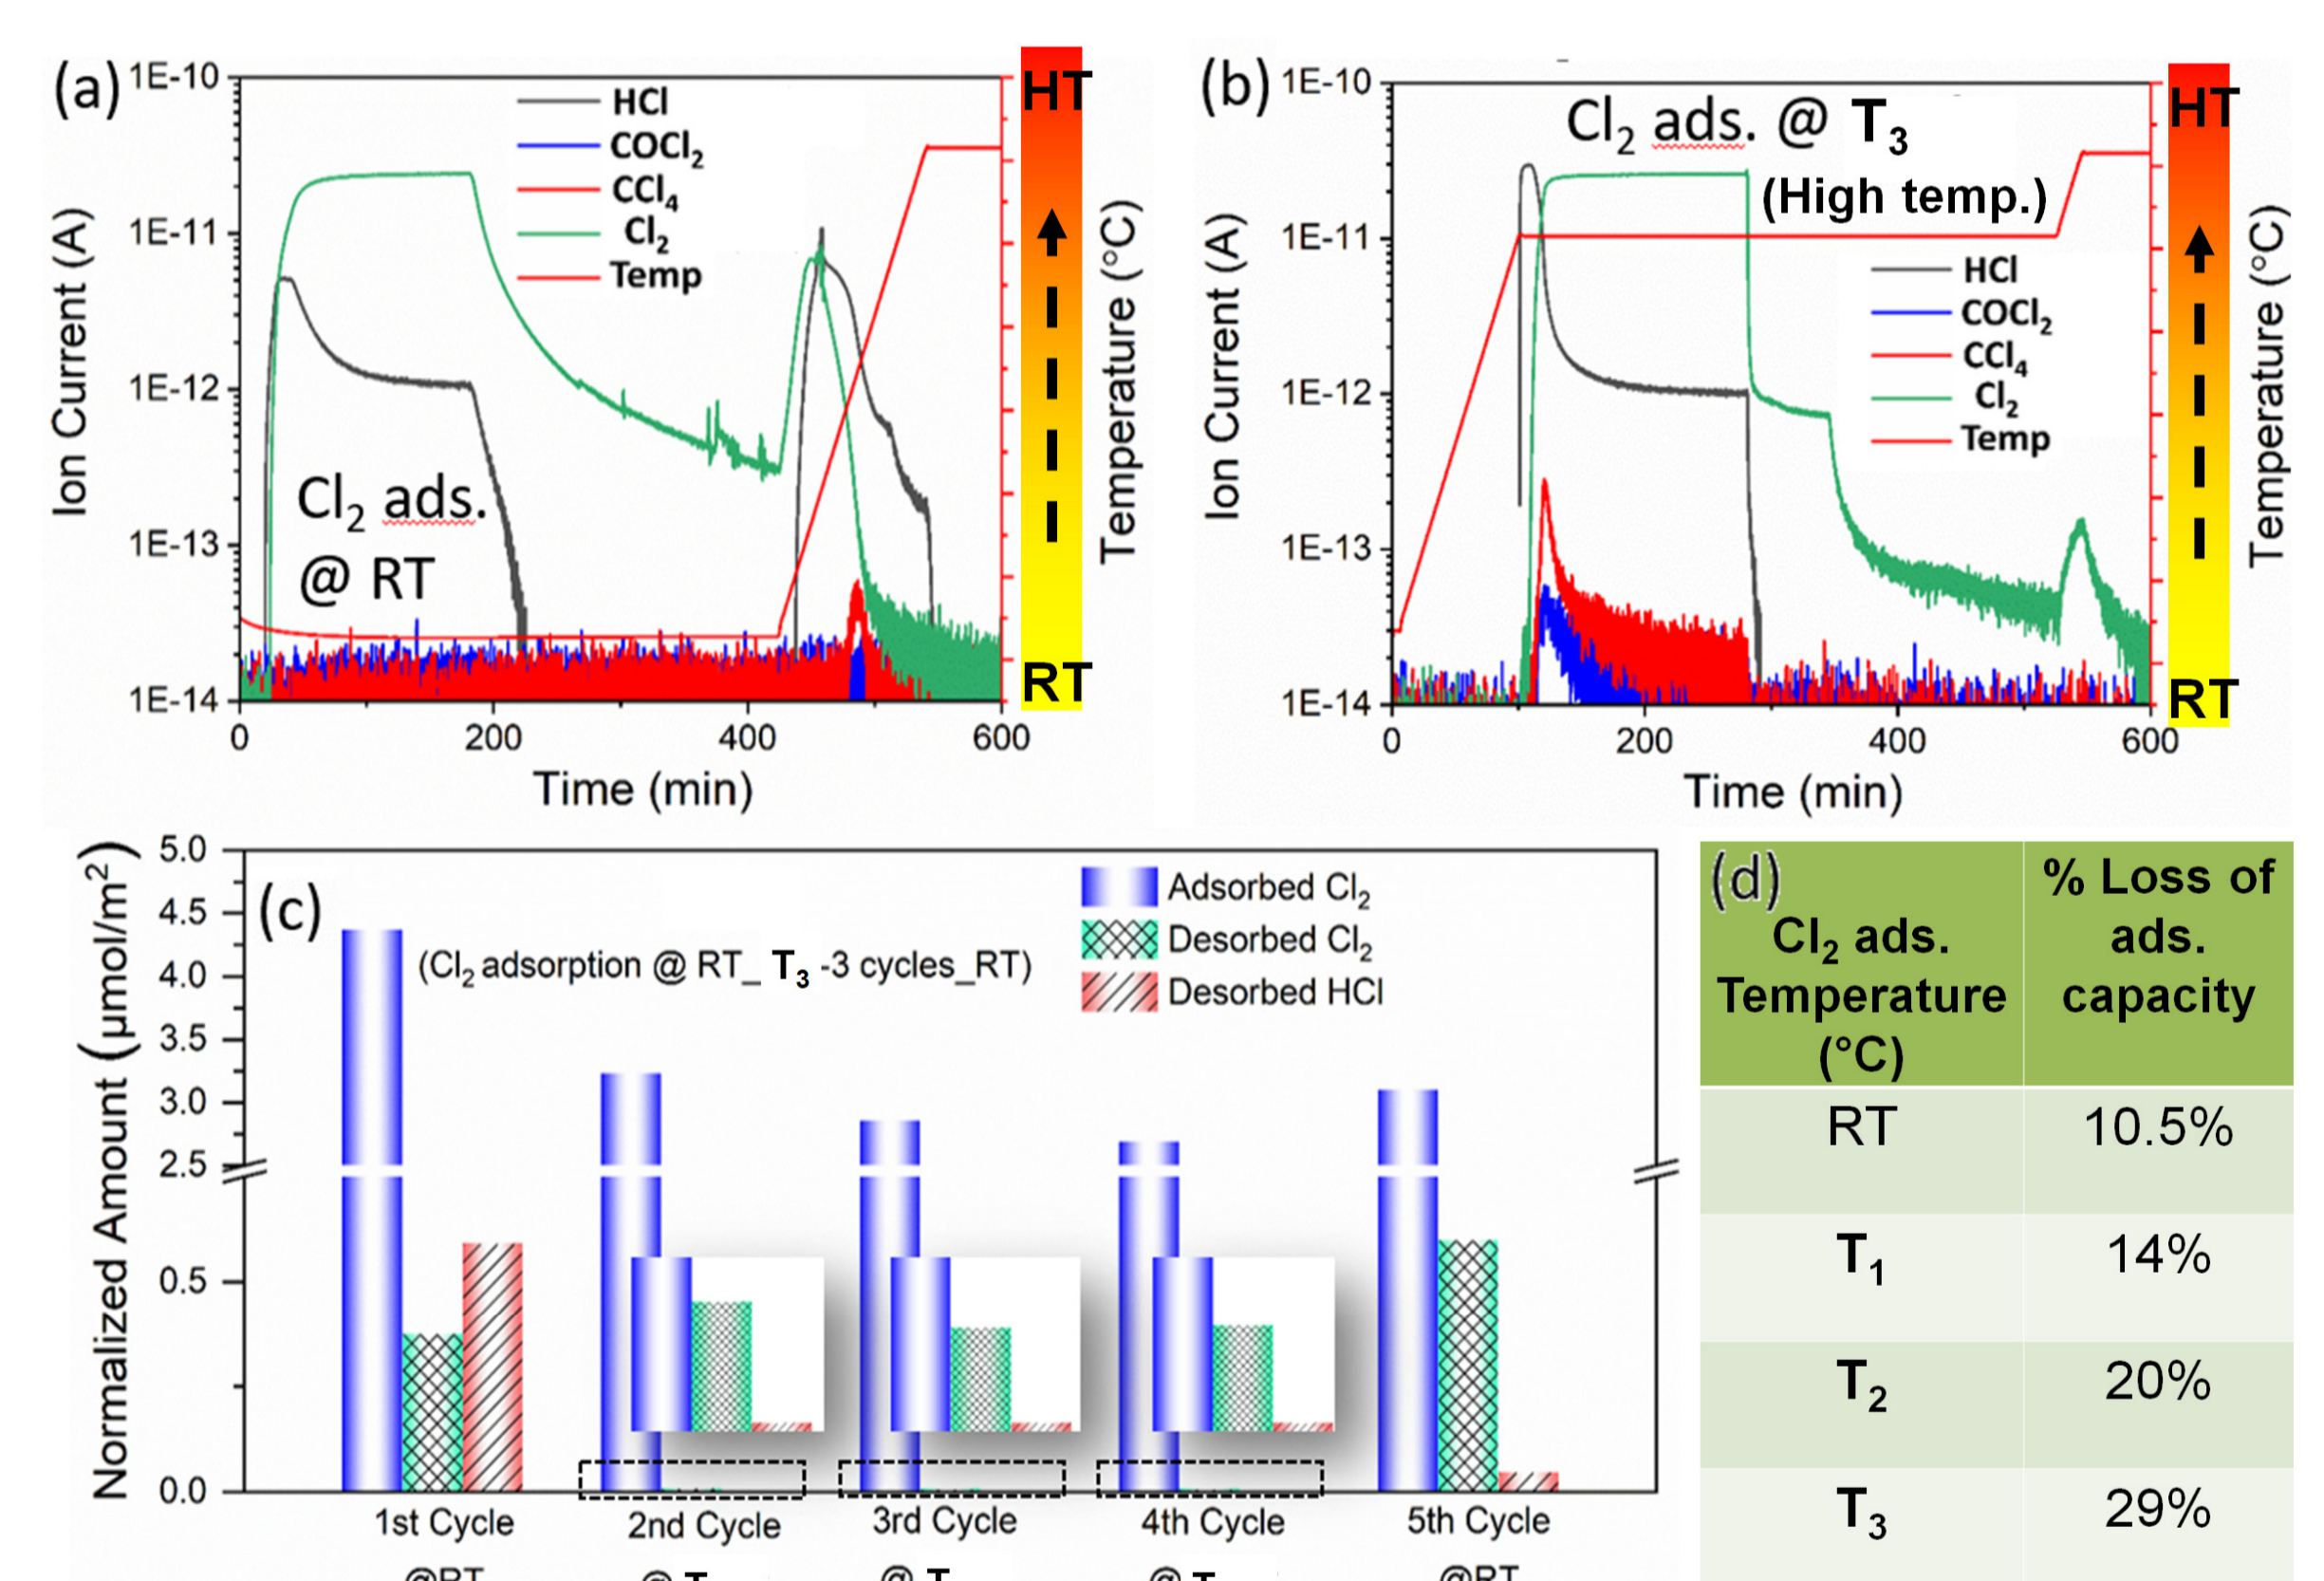 (a)
1E-10
1E-11
1E-12
1E-13
1E-14
Ion Current (A)
HCl
COCl2
CCl4
Cl2
Temp
Cl2 ads.
@ RT
0 200 400 600
Time (min)
HT
RT
Temperature (°C)
(b)
1E-10
1E-11
1E-12
1E-13
1E-14
Ion Current (A)
Cl2 ads. @ T3
(High temp.)
HCl
COCl2
CCl4
Cl2
Temp
0 200 400 600
Time (min)
HT
RT
Temperature (°C)
(c)
5.0
4.5
4.0
3.5
3.0
2.5
0.5
0.0
Normalized Amount (μmol/m2)
Adsorbed Cl2
Desorbed Cl2
Desorbed HCl
(Cl2 adsorption @ RT_ T3 -3 cycles_RT)
1st Cycle 2nd Cycle 3rd Cycle 4th Cycle 5th Cycle
@RT @ T @ T @ T @RT
(d)
Cl2 ads.
Temperature
(°C)
% Loss of
ads.
capacity
RT 10.5%
T1 14%
T2 20%
T3 29%